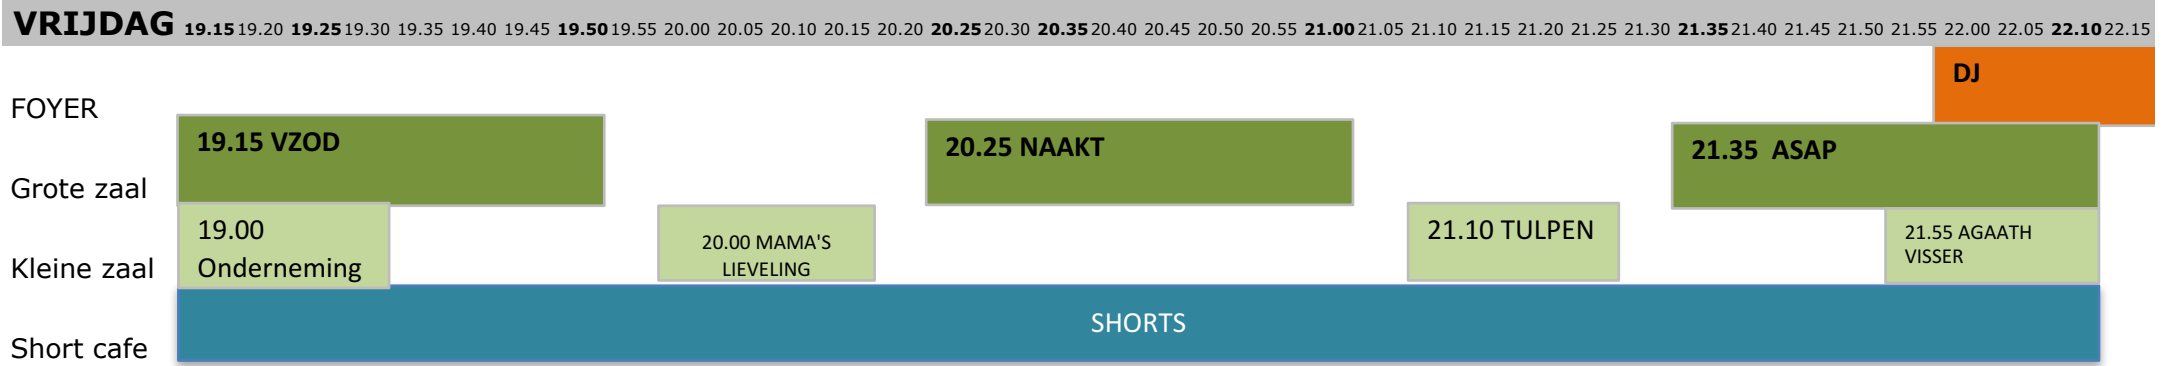 VRIJDAG 19.15 19.20 19.25 19.30 19.35 19.40 19.45 19.50 19.55 20.00 20.05 20.10 20.15 20.20 20.25 20.30 20.35 20.40 20.45 20.50 20.55 21.00 21.05 21.10 21.15 21.20 21.25 21.30 21.35 21.40 21.45 21.50 21.55 22.00 22.05 22.10 22.15
DJ
FOYER
19.15 VZOD
20.25 NAAKT
21.35 ASAP
Grote zaal
19.00
Onderneming
20.00 MAMA'S
LIEVELING
21.10 TULPEN
21.55 AGAATH
VISSER
Kleine zaal
SHORTS
Short cafe